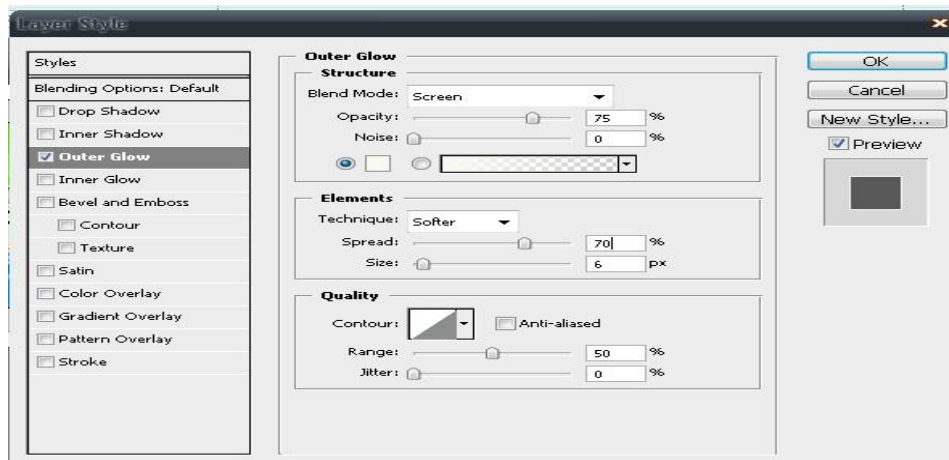 Layer Style
Styles
Blending Options: Default
Drop Shadow
Inner Shadow
Outer Glow
Inner Glow
Bevel and Emboss
Contour
Texture
Satin
Color Overlay
Gradient Overlay
Pattern Overlay
Stroke
Outer Glow
Structure
Blend Mode: Screen
Opacity: 75 %
Noise: 0 %
Elements
Technique: Softer
Spread: 70 %
Size: 6 px
Quality
Contour: Anti-aliased
Range: 50 %
Jitter: 0 %
OK
Cancel
New Style...
Preview